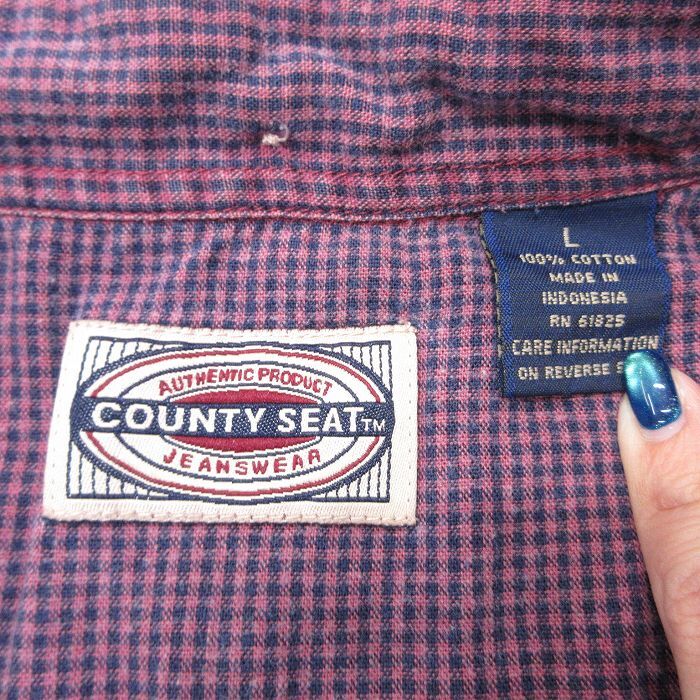 AUTHENTIC PRODUCT
COUNTY SEAT™
JEANSWEAR
L
100% COTTON
MADE IN
INDONESIA
RN 61825
CARE INFORMATION
ON REVERSE